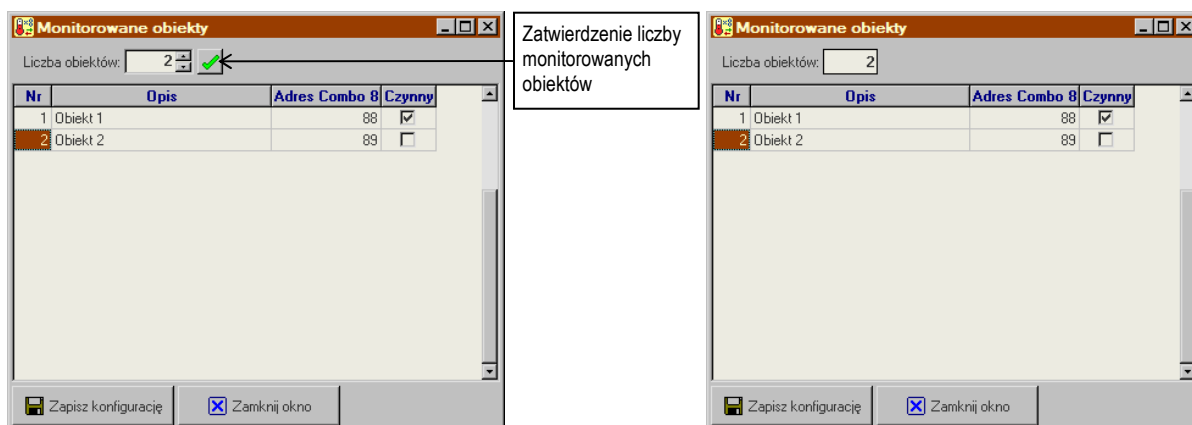 Monitorowane obiekty
Liczba obiektów: 2
Nr Opis Adres Combo 8 Czynny
1 Obiekt 1 88
2 Obiekt 2 89
Zapisz konfigurację Zamknij okno
Zatwierdzenie liczby
monitorowanych
obiektów
Monitorowane obiekty
Liczba obiektów: 2
Nr Opis Adres Combo 8 Czynny
1 Obiekt 1 88
2 Obiekt 2 89
Zapisz konfigurację Zamknij okno